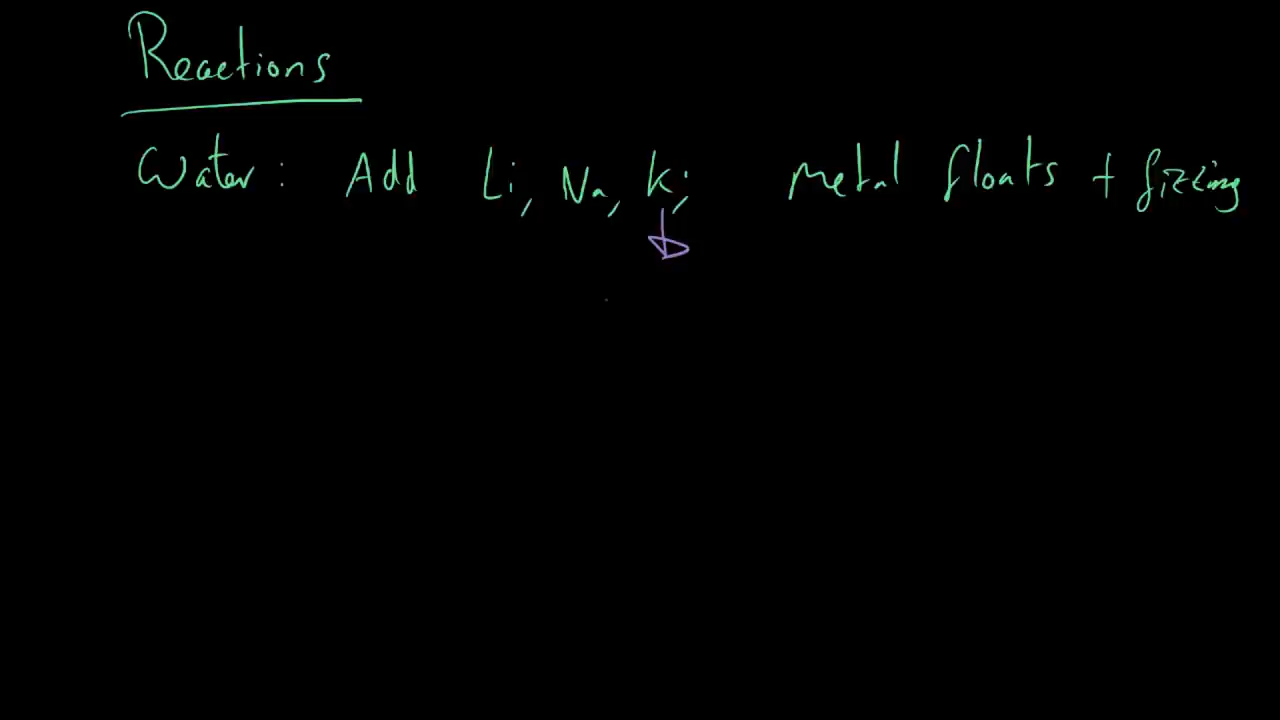 Reactions
Water: Add Li, Na, K; Metal floats + fizzing